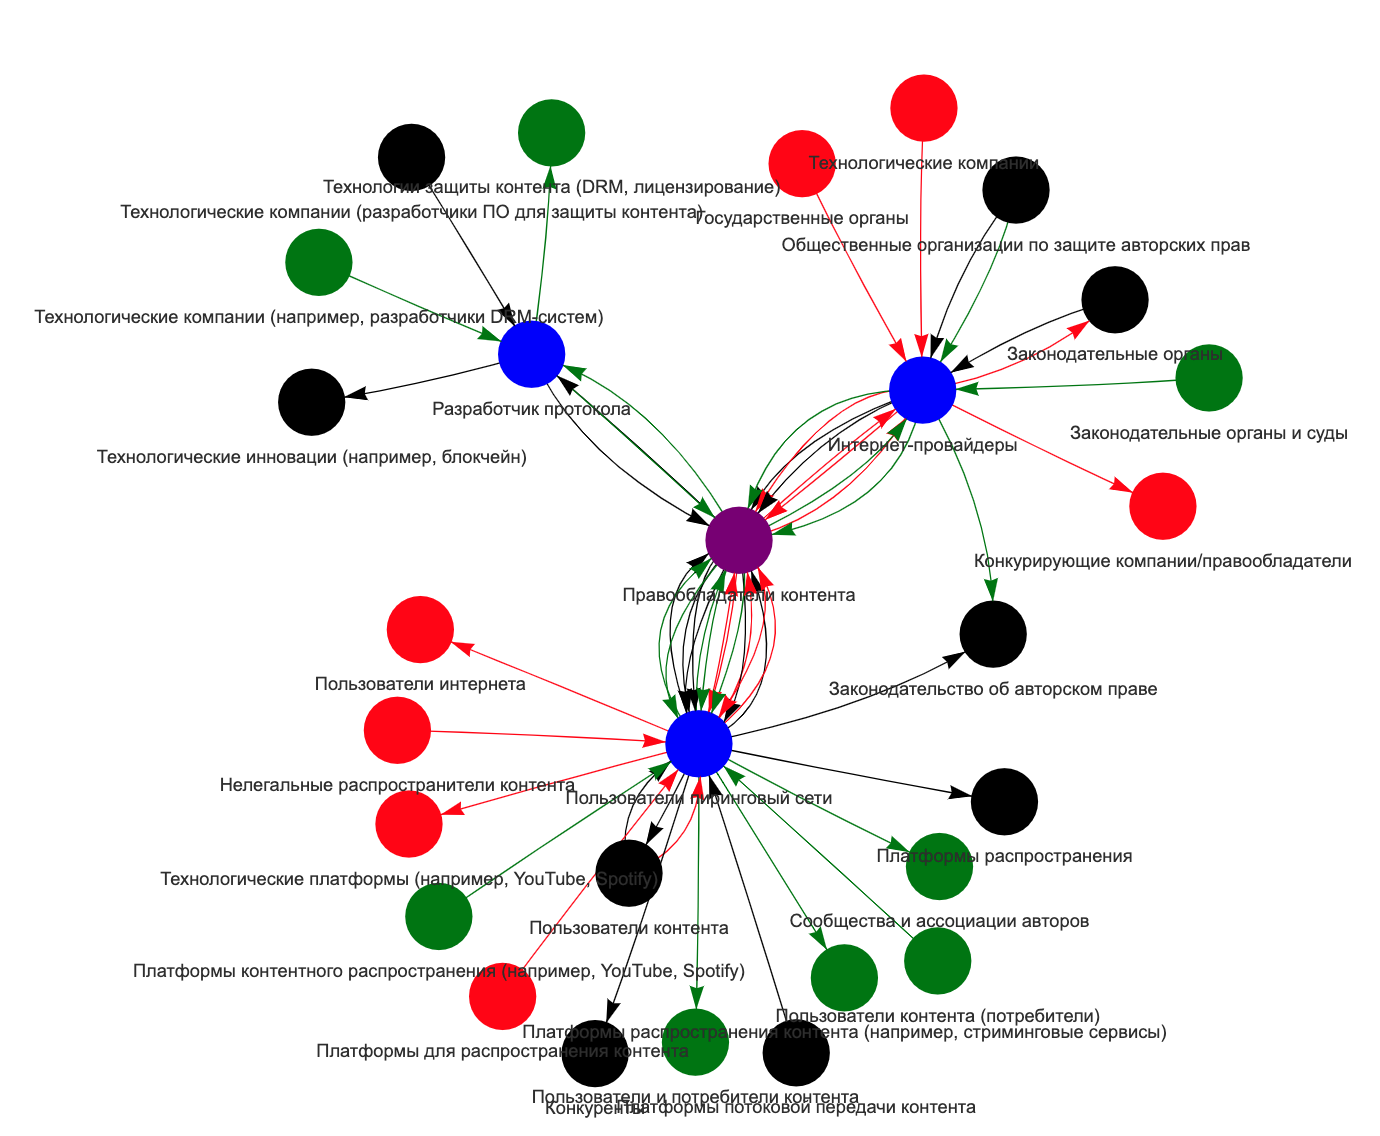 Технологические компании
Технологии защиты контента (DRM, лицензирование)
Технологические компании (разработчики ПО для защиты контента)
Государственные органы
Общественные организации по защите авторских прав
Технологические компании (например, разработчики DRM-систем)
Законодательные органы
Разработчик протокола
Законодательные органы и суды
Интернет-провайдеры
Технологические инновации (например, блокчейн)
Конкурирующие компании/правообладатели
Правообладатели контента
Пользователи интернета
Законодательство об авторском праве
Нелегальные распространители контента
Пользователи пиринговый сети
Платформы распространения
Технологические платформы (например, YouTube, Spotify)
Сообщества и ассоциации авторов
Пользователи контента
Платформы контентного распространения (например, YouTube, Spotify)
Пользователи контента (потребители)
Платформы распространения контента (например, стриминговые сервисы)
Платформы для распространения контента
Пользователи и потребители контента
Конкуренты
Платформы потоковой передачи контента